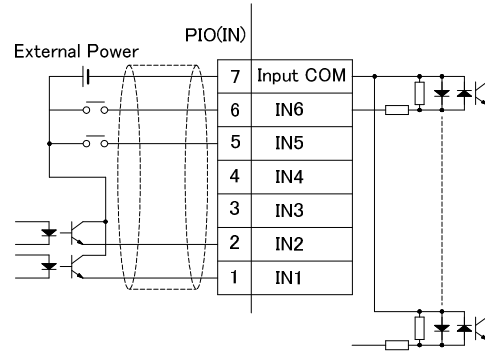 PIO(IN)
External Power
7 Input COM
6 IN6
5 IN5
4 IN4
3 IN3
2 IN2
1 IN1